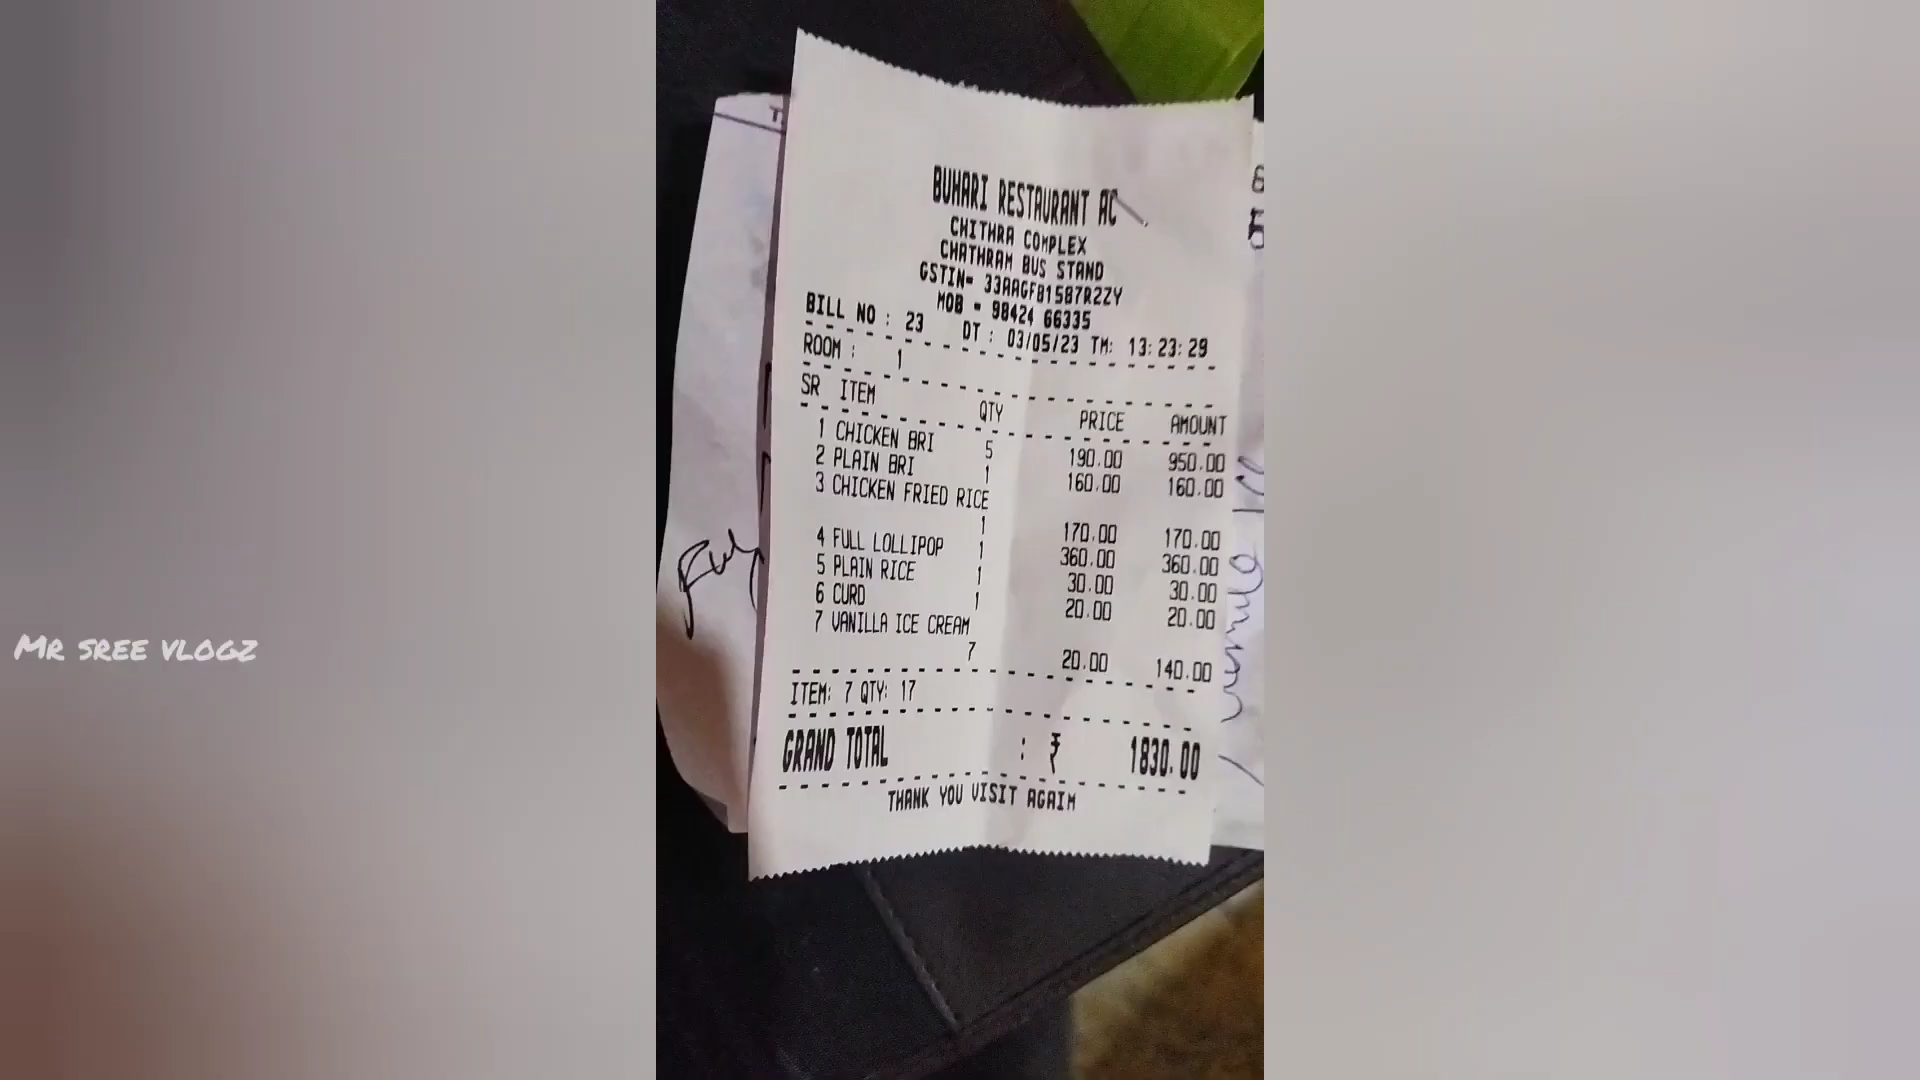 BUHARI RESTAURANT AC
CHITHRA COMPLEX
CHATHRAM BUS STAND
GSTIN= 33AAGFB1587R2ZY
MOB = 98424 66335
BILL NO : 23 DT : 03/05/23 TM: 13:23:29
ROOM : 1
SR ITEM QTY PRICE AMOUNT
1 CHICKEN BRI 5 190.00 950.00
2 PLAIN BRI 1 160.00 160.00
3 CHICKEN FRIED RICE
1 170.00 170.00
4 FULL LOLLIPOP 1 360.00 360.00
5 PLAIN RICE 1 30.00 30.00
6 CURD 1 20.00 20.00
7 VANILLA ICE CREAM
7 20.00 140.00
ITEM: 7 QTY: 17
GRAND TOTAL : ₹ 1830.00
THANK YOU VISIT AGAIN
MR SREE VLOGZ